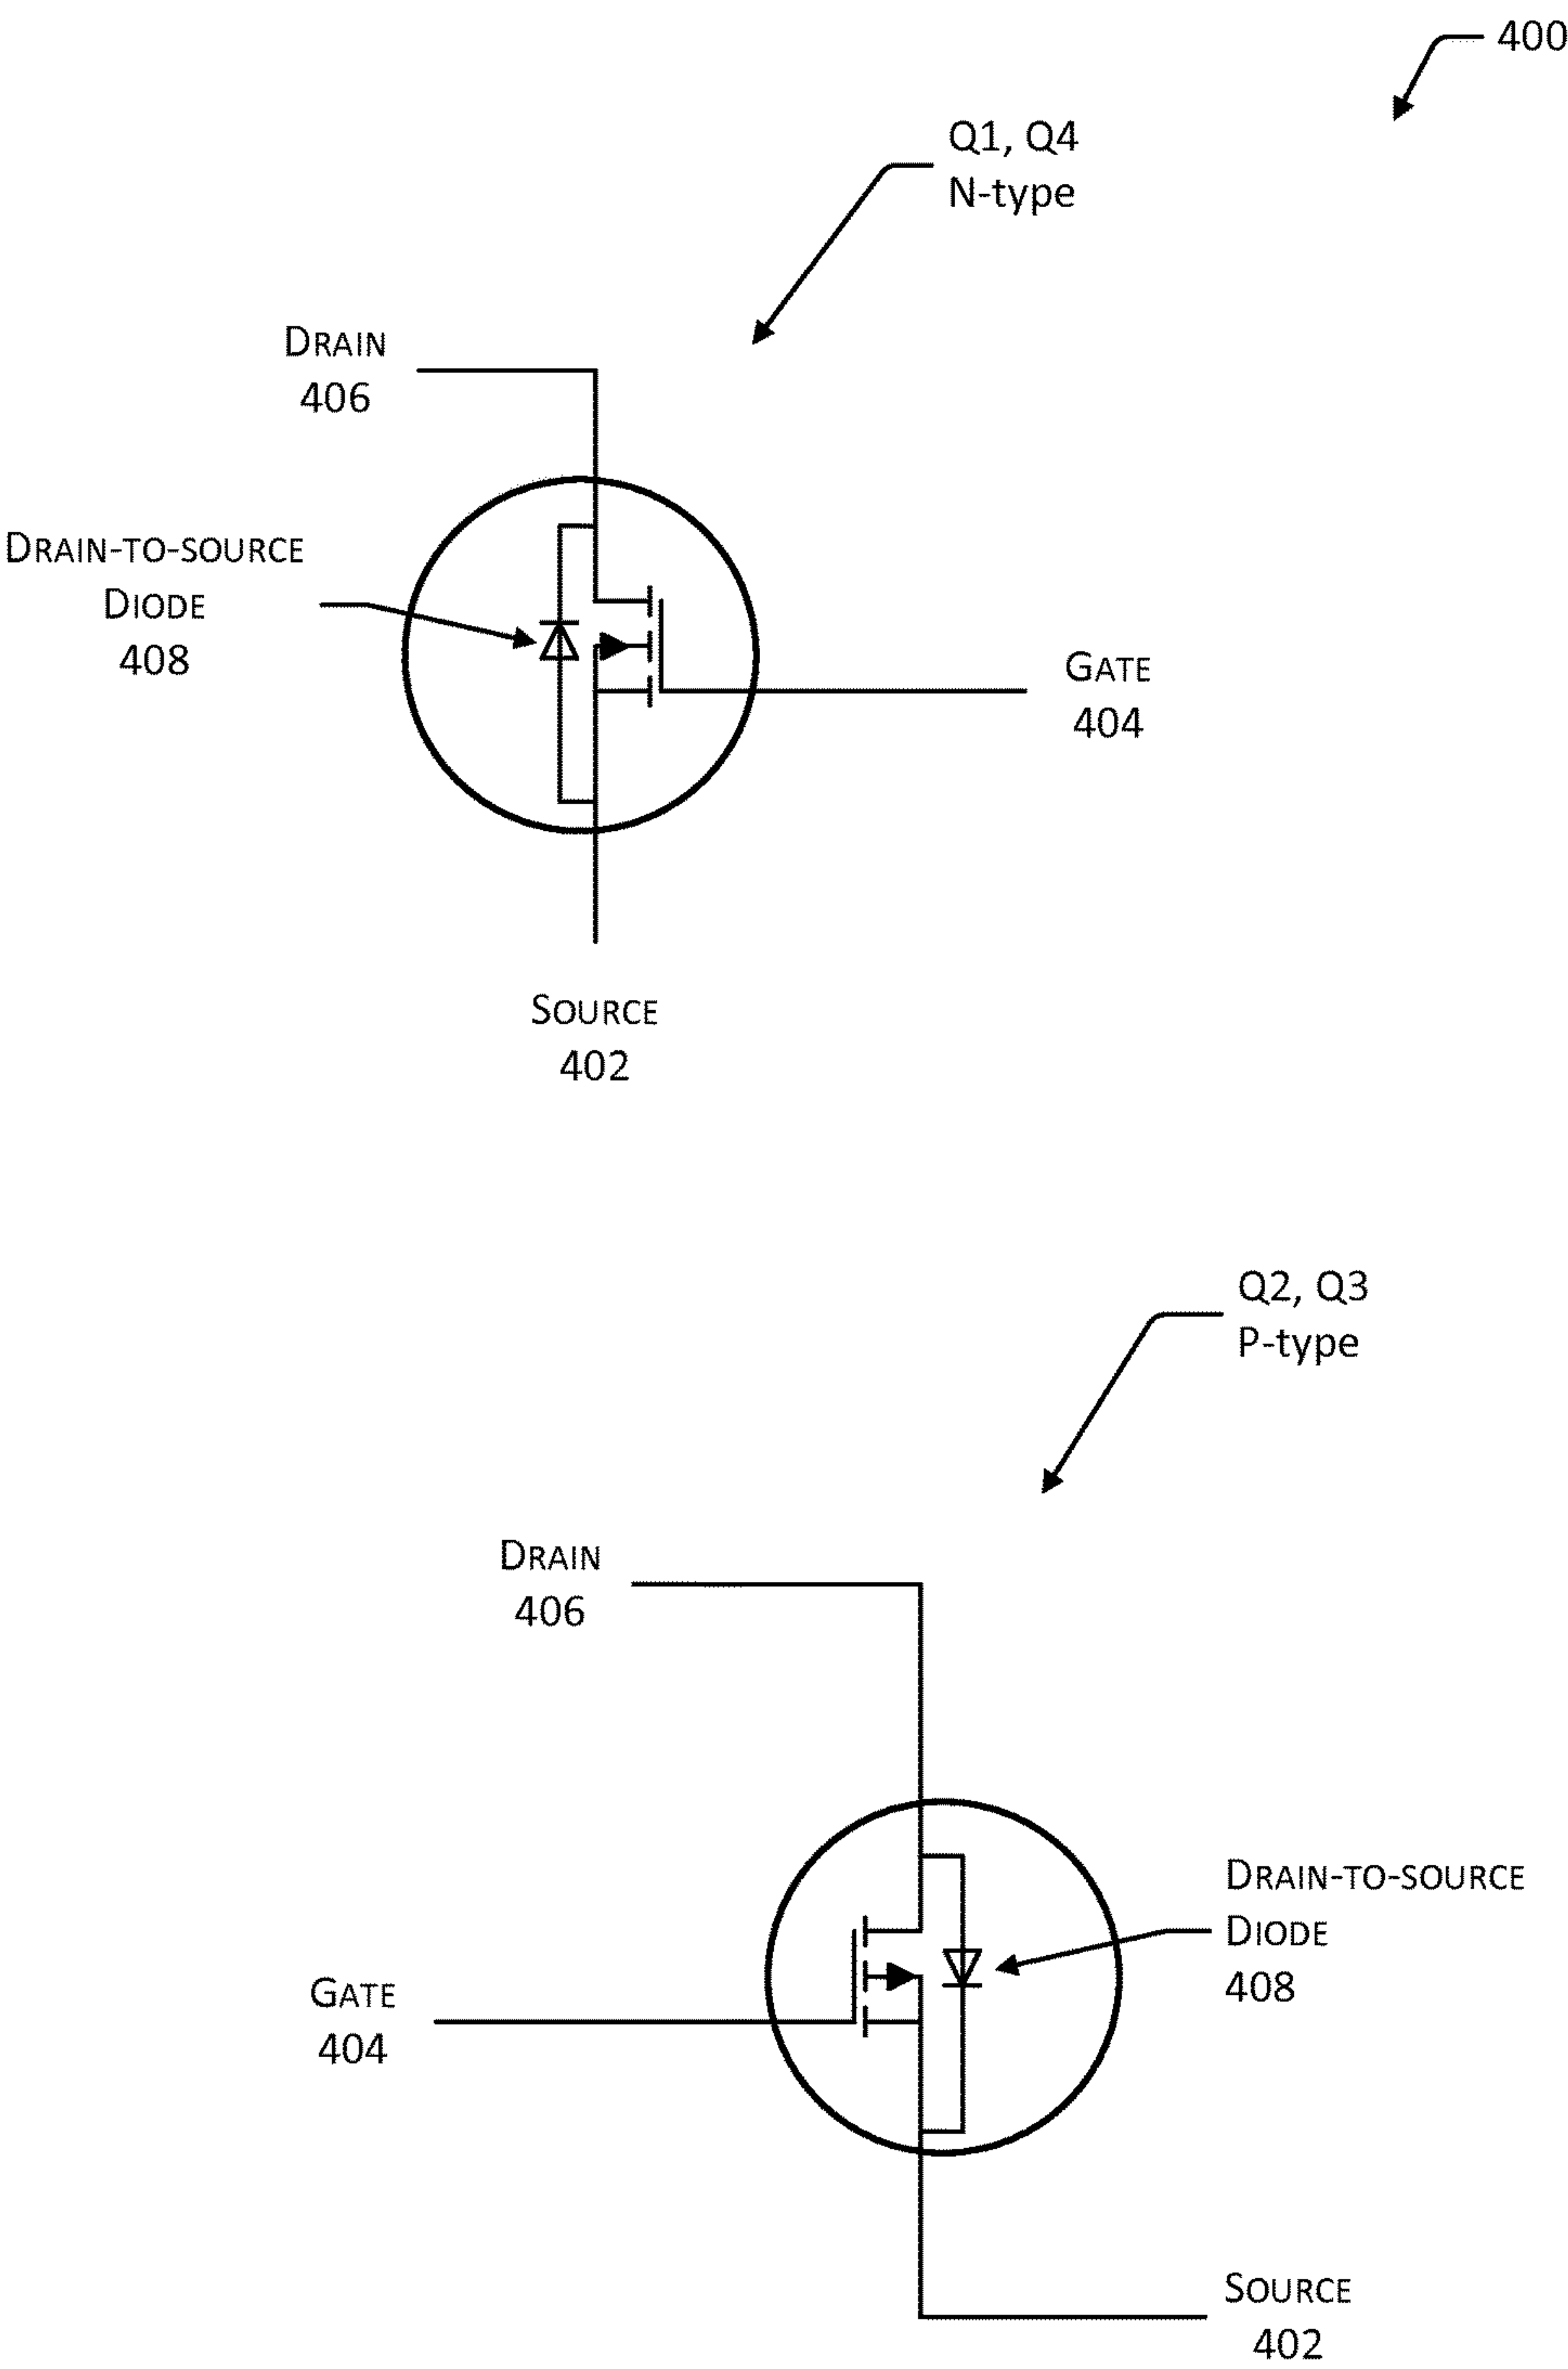 400
Q1, Q4
N-type
DRAIN
406
DRAIN-TO-SOURCE
DIODE
408
GATE
404
SOURCE
402
Q2, Q3
P-type
DRAIN
406
DRAIN-TO-SOURCE
DIODE
408
GATE
404
SOURCE
402